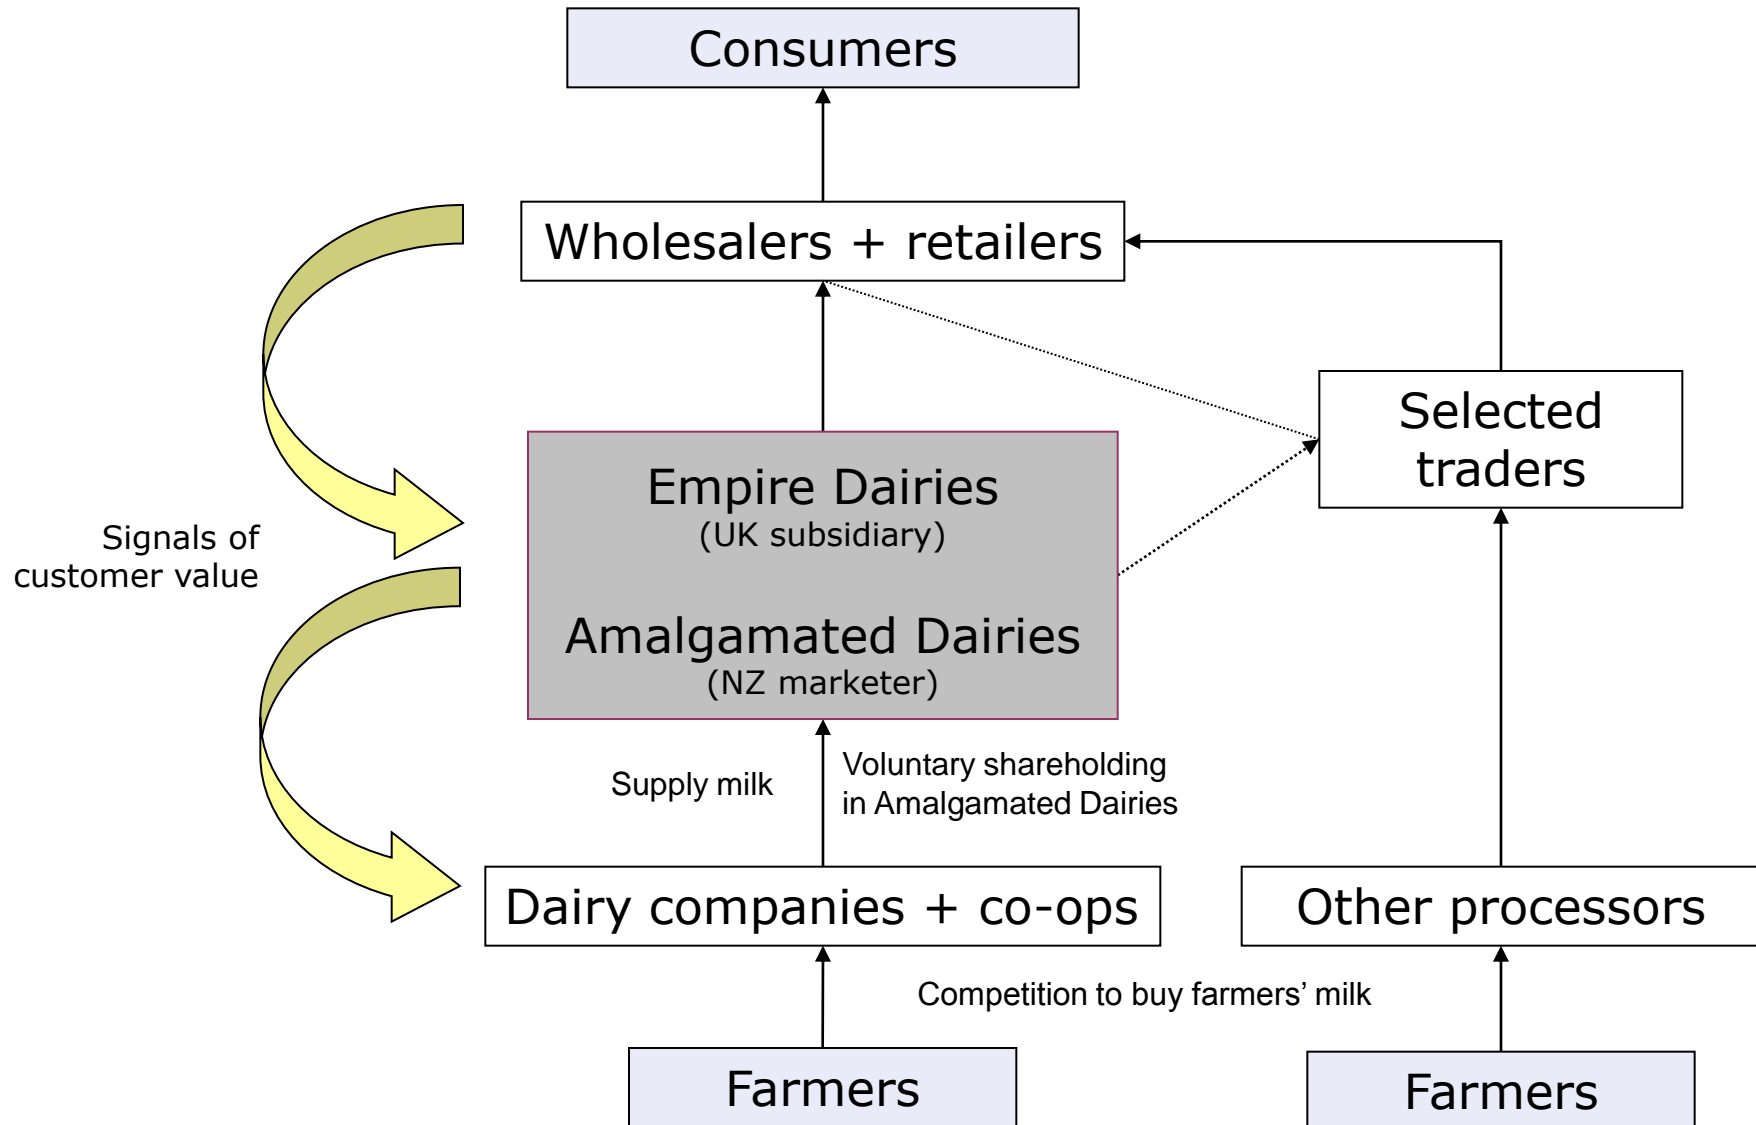 Consumers
Wholesalers + retailers
Selected
traders
Empire Dairies
(UK subsidiary)
Signals of
customer value
Amalgamated Dairies
(NZ marketer)
Supply milk
Voluntary shareholding
in Amalgamated Dairies
Dairy companies + co-ops
Other processors
Competition to buy farmers’ milk
Farmers
Farmers